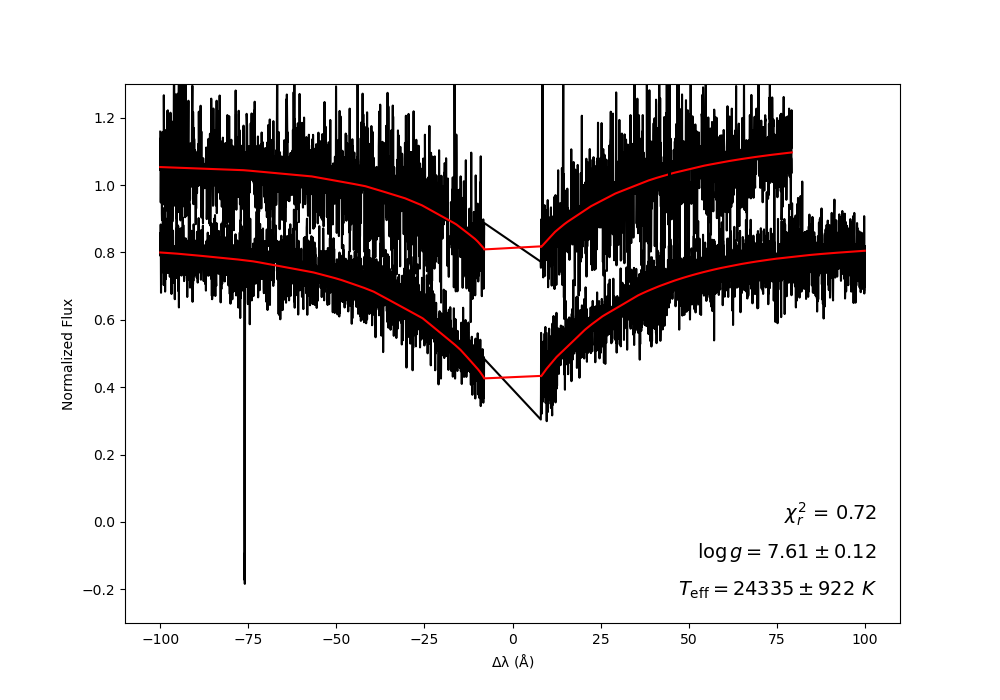 1.2
1.0
0.8
0.6
0.4
0.2
0.0
−0.2
Normalized Flux
χ²ᵣ = 0.72
log g = 7.61 ± 0.12
T_eff = 24335 ± 922 K
−100 −75 −50 −25 0 25 50 75 100
Δλ (Å)